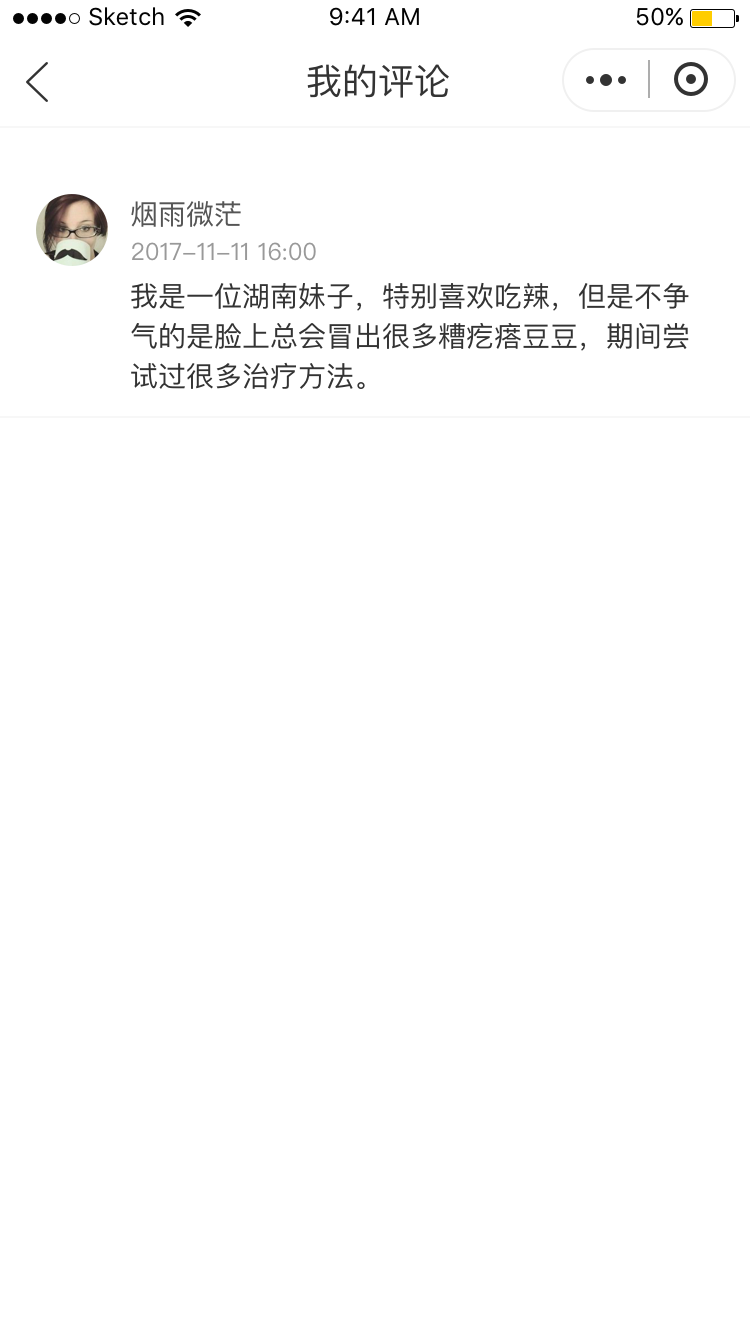 Sketch 9:41 AM 50%
我的评论
烟雨微茫
2017-11-11 16:00
我是一位湖南妹子，特别喜欢吃辣，但是不争
气的是脸上总会冒出很多糟疙瘩豆豆，期间尝
试过很多治疗方法。